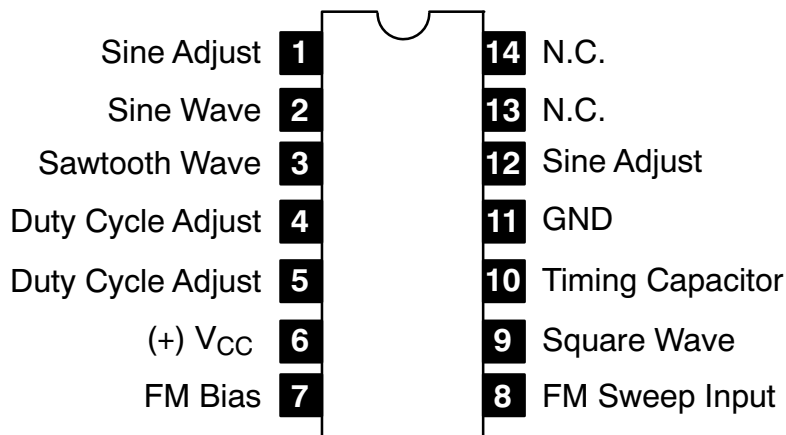 Sine Adjust 1 14 N.C.
Sine Wave 2 13 N.C.
Sawtooth Wave 3 12 Sine Adjust
Duty Cycle Adjust 4 11 GND
Duty Cycle Adjust 5 10 Timing Capacitor
(+) VCC 6 9 Square Wave
FM Bias 7 8 FM Sweep Input